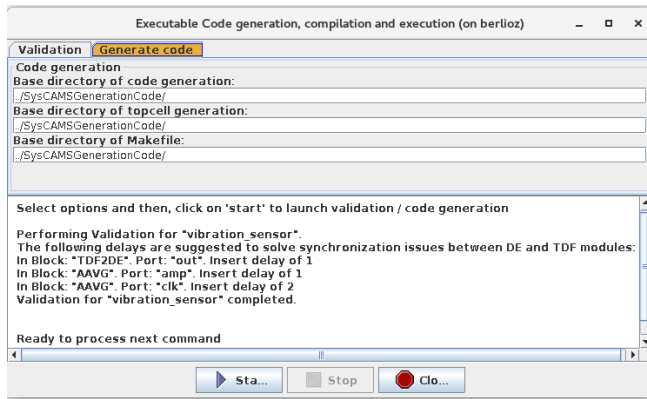 Executable Code generation, compilation and execution (on berlioz)
Validation Generate code
Code generation
Base directory of code generation:
../SysCAMSGenerationCode/
Base directory of topcell generation:
../SysCAMSGenerationCode/
Base directory of Makefile:
../SysCAMSGenerationCode/
Select options and then, click on 'start' to launch validation / code generation
Performing Validation for "vibration_sensor".
The following delays are suggested to solve synchronization issues between DE and TDF modules:
In Block: "TDF2DE". Port: "out". Insert delay of 1
In Block: "AAVG". Port: "amp". Insert delay of 1
In Block: "AAVG". Port: "clk". Insert delay of 2
Validation for "vibration_sensor" completed.
Ready to process next command
Sta... Stop Clo...